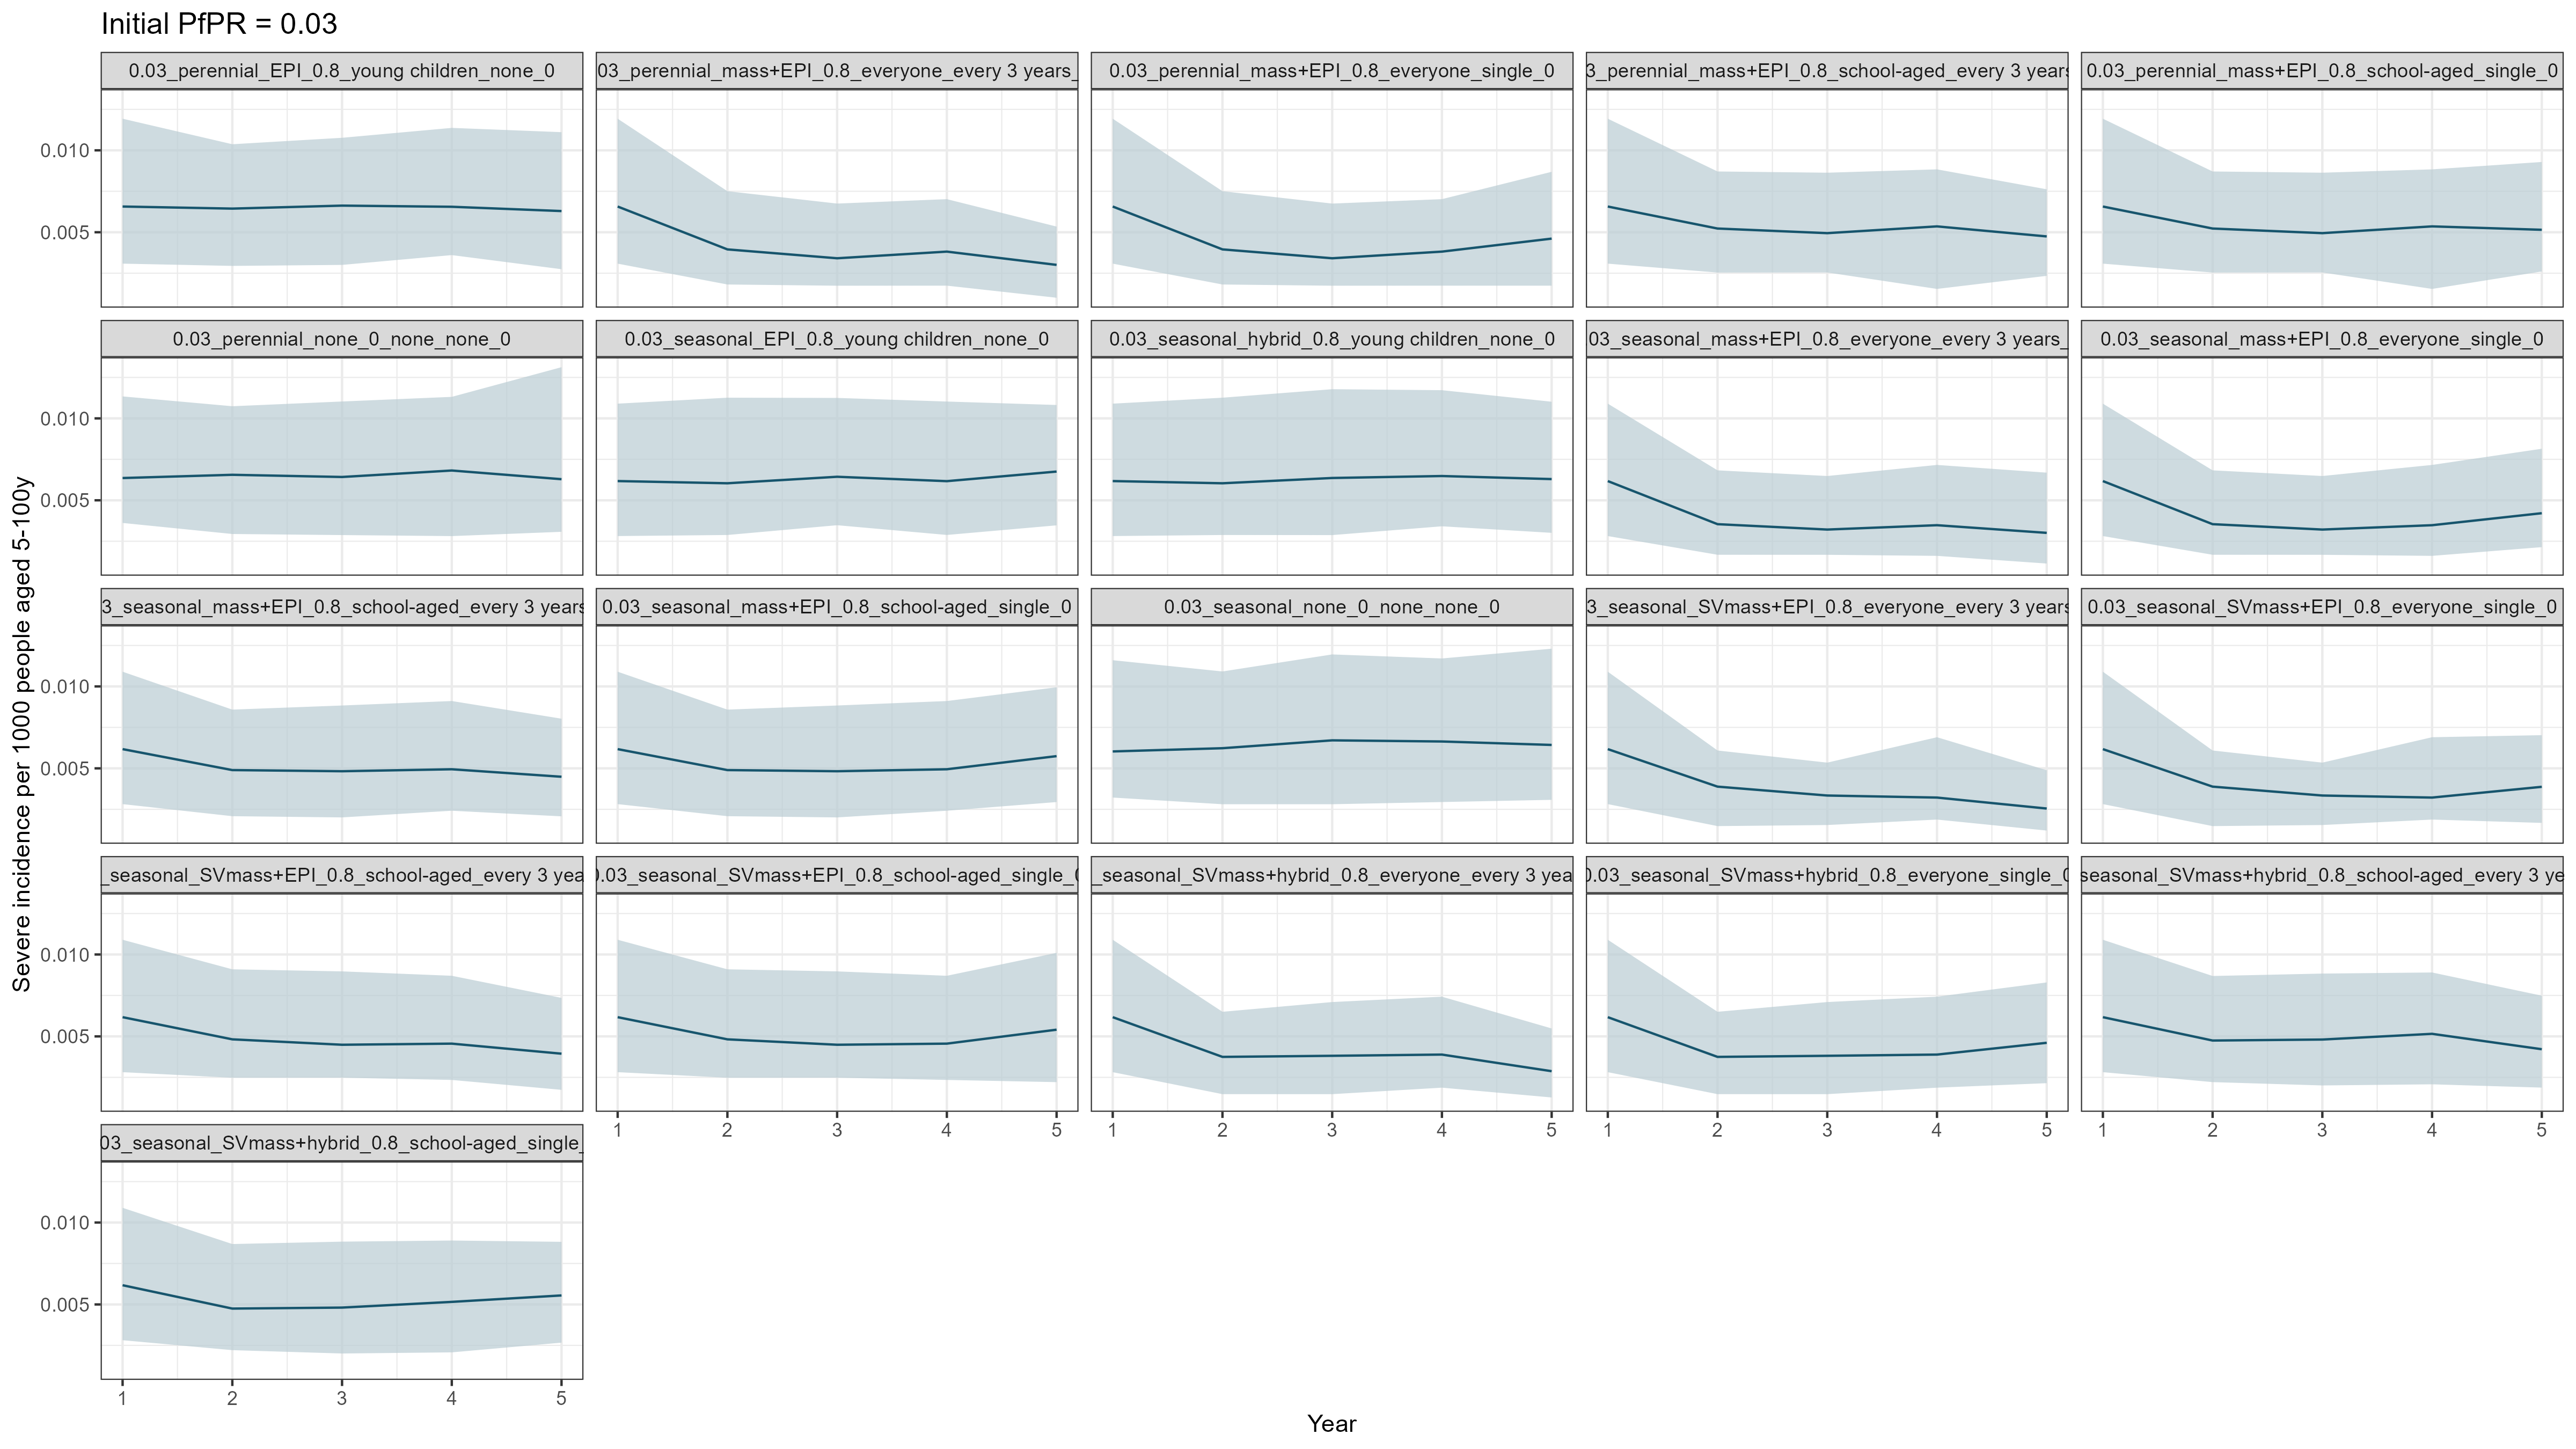 Initial PfPR = 0.03
0.03_perennial_EPI_0.8_young children_none_0
03_perennial_mass+EPI_0.8_everyone_every 3 years_
0.03_perennial_mass+EPI_0.8_everyone_single_0
3_perennial_mass+EPI_0.8_school-aged_every 3 years
0.03_perennial_mass+EPI_0.8_school-aged_single_0
0.010
0.005
0.03_perennial_none_0_none_none_0
0.03_seasonal_EPI_0.8_young children_none_0
0.03_seasonal_hybrid_0.8_young children_none_0
03_seasonal_mass+EPI_0.8_everyone_every 3 years_
0.03_seasonal_mass+EPI_0.8_everyone_single_0
0.010
0.005
Severe incidence per 1000 people aged 5-100y
3_seasonal_mass+EPI_0.8_school-aged_every 3 years
0.03_seasonal_mass+EPI_0.8_school-aged_single_0
0.03_seasonal_none_0_none_none_0
3_seasonal_SVmass+EPI_0.8_everyone_every 3 years
0.03_seasonal_SVmass+EPI_0.8_everyone_single_0
0.010
0.005
_seasonal_SVmass+EPI_0.8_school-aged_every 3 yea
0.03_seasonal_SVmass+EPI_0.8_school-aged_single_0
_seasonal_SVmass+hybrid_0.8_everyone_every 3 yea
0.03_seasonal_SVmass+hybrid_0.8_everyone_single_0
seasonal_SVmass+hybrid_0.8_school-aged_every 3 ye
0.010
0.005
1 2 3 4 5
1 2 3 4 5
1 2 3 4 5
1 2 3 4 5
03_seasonal_SVmass+hybrid_0.8_school-aged_single_
0.010
0.005
1 2 3 4 5
Year